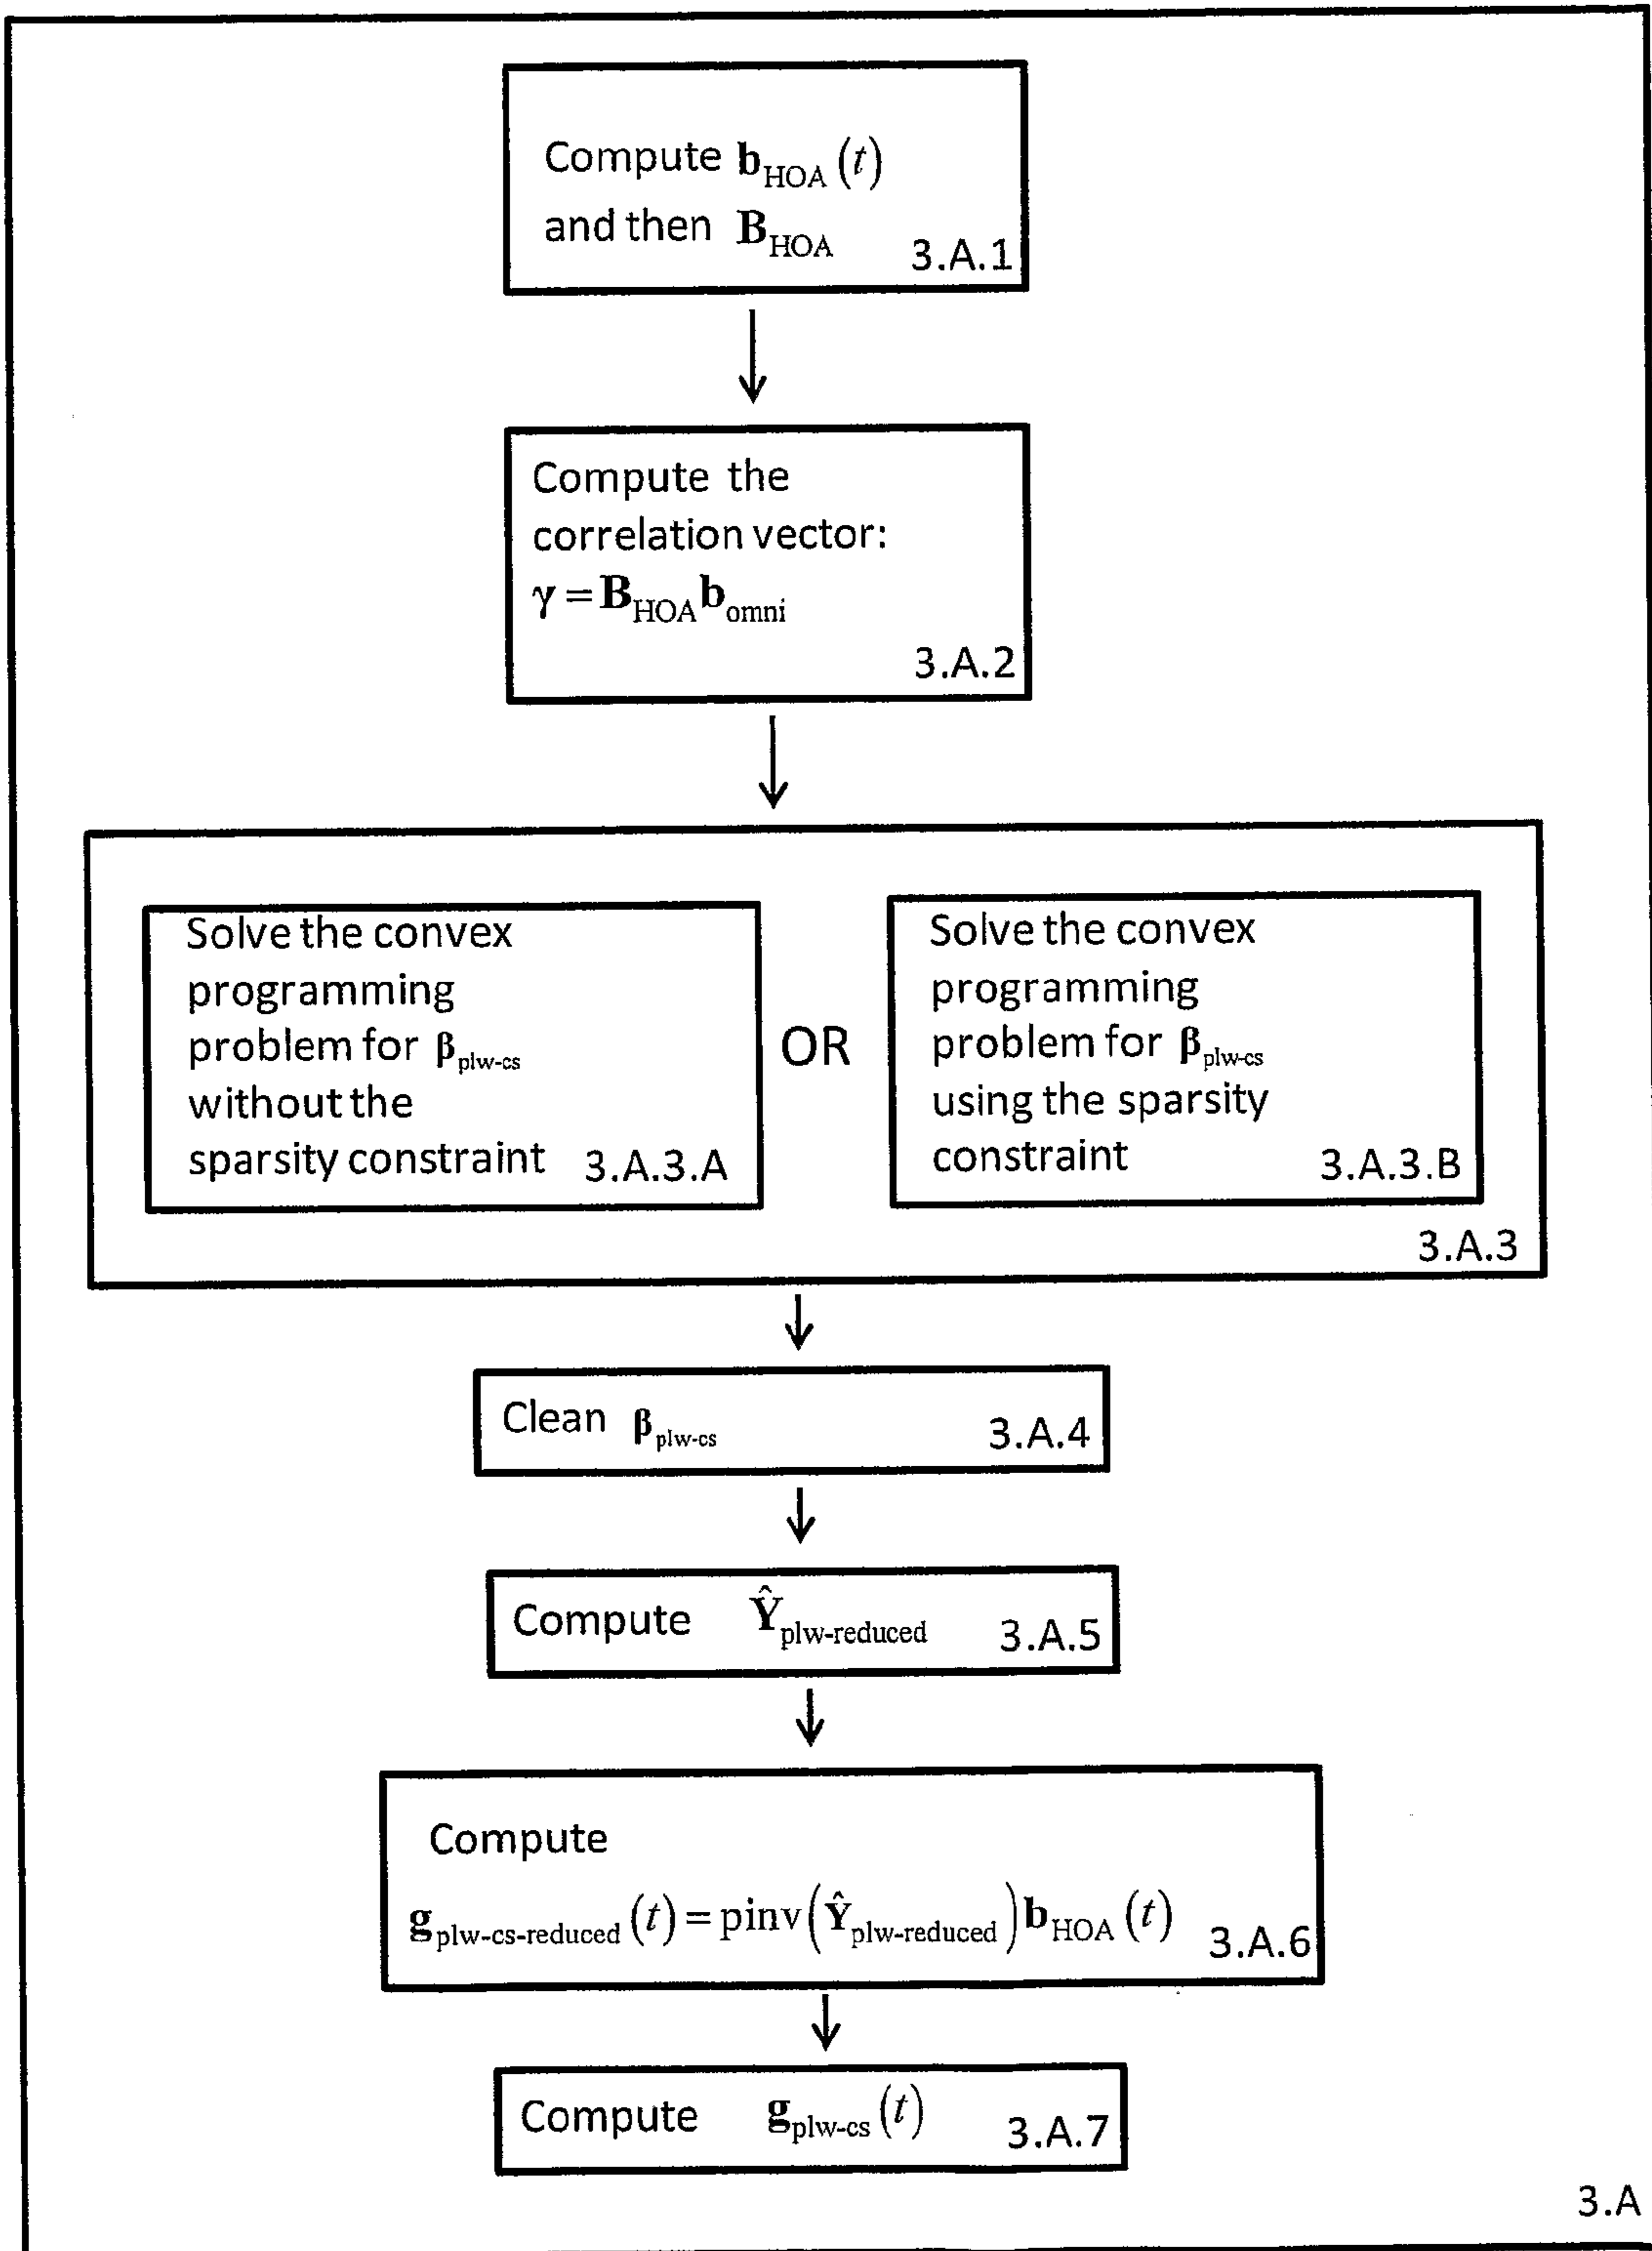 Compute b_HOA(t)
and then B_HOA
3.A.1
Compute the
correlation vector:
γ = B_HOA b_omni
3.A.2
Solve the convex
programming
problem for β_plw-cs
without the
sparsity constraint 3.A.3.A
OR
Solve the convex
programming
problem for β_plw-cs
using the sparsity
constraint 3.A.3.B
3.A.3
Clean β_plw-cs 3.A.4
Compute Ŷ_plw-reduced 3.A.5
Compute
g_plw-cs-reduced(t) = pinv(Ŷ_plw-reduced) b_HOA(t) 3.A.6
Compute g_plw-cs(t) 3.A.7
3.A